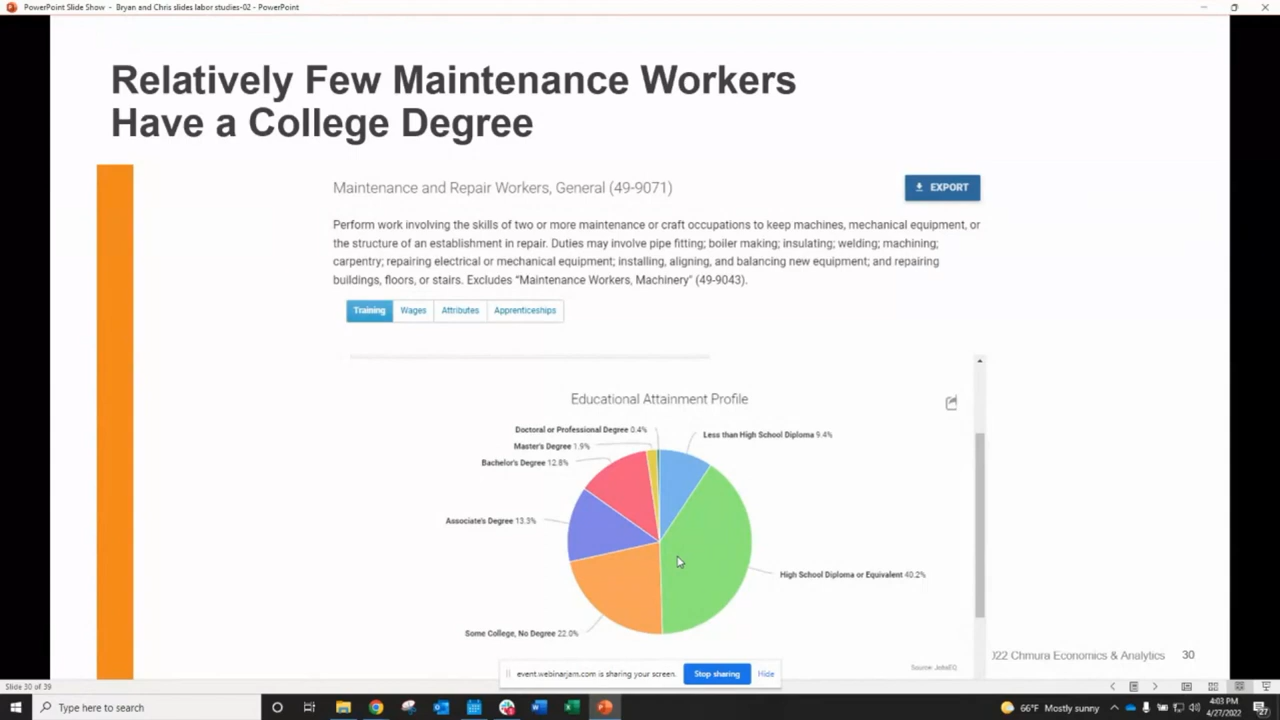 PowerPoint Slide Show - Bryan and Chris slides labor studies-02 - PowerPoint
Relatively Few Maintenance Workers
Have a College Degree
Maintenance and Repair Workers, General (49-9071)
EXPORT
Perform work involving the skills of two or more maintenance or craft occupations to keep machines, mechanical equipment, or
the structure of an establishment in repair. Duties may involve pipe fitting; boiler making; insulating; welding; machining;
carpentry; repairing electrical or mechanical equipment; installing, aligning, and balancing new equipment; and repairing
buildings, floors, or stairs. Excludes “Maintenance Workers, Machinery” (49-9043).
Training Wages Attributes Apprenticeships
Educational Attainment Profile
Doctoral or Professional Degree 0.4%
Less than High School Diploma 9.4%
Master's Degree 1.9%
Bachelor's Degree 12.8%
Associate's Degree 13.3%
High School Diploma or Equivalent 40.2%
Some College, No Degree 22.0%
022 Chmura Economics & Analytics 30
Source: JobsEQ
event.webinarjam.com is sharing your screen. Stop sharing Hide
Slide 30 of 39
Type here to search
66°F Mostly sunny
4:03 PM
4/27/2022
27